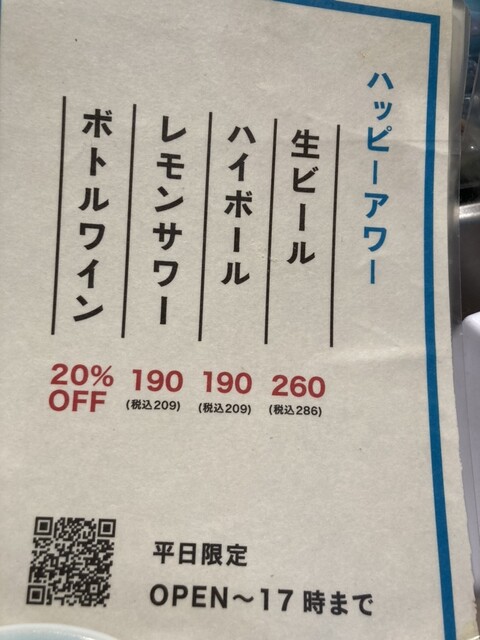 ハッピーアワー
生ビール
260
(税込286)
ハイボール
190
(税込209)
レモンサワー
190
(税込209)
ボトルワイン
20%
OFF
平日限定
OPEN〜17時まで